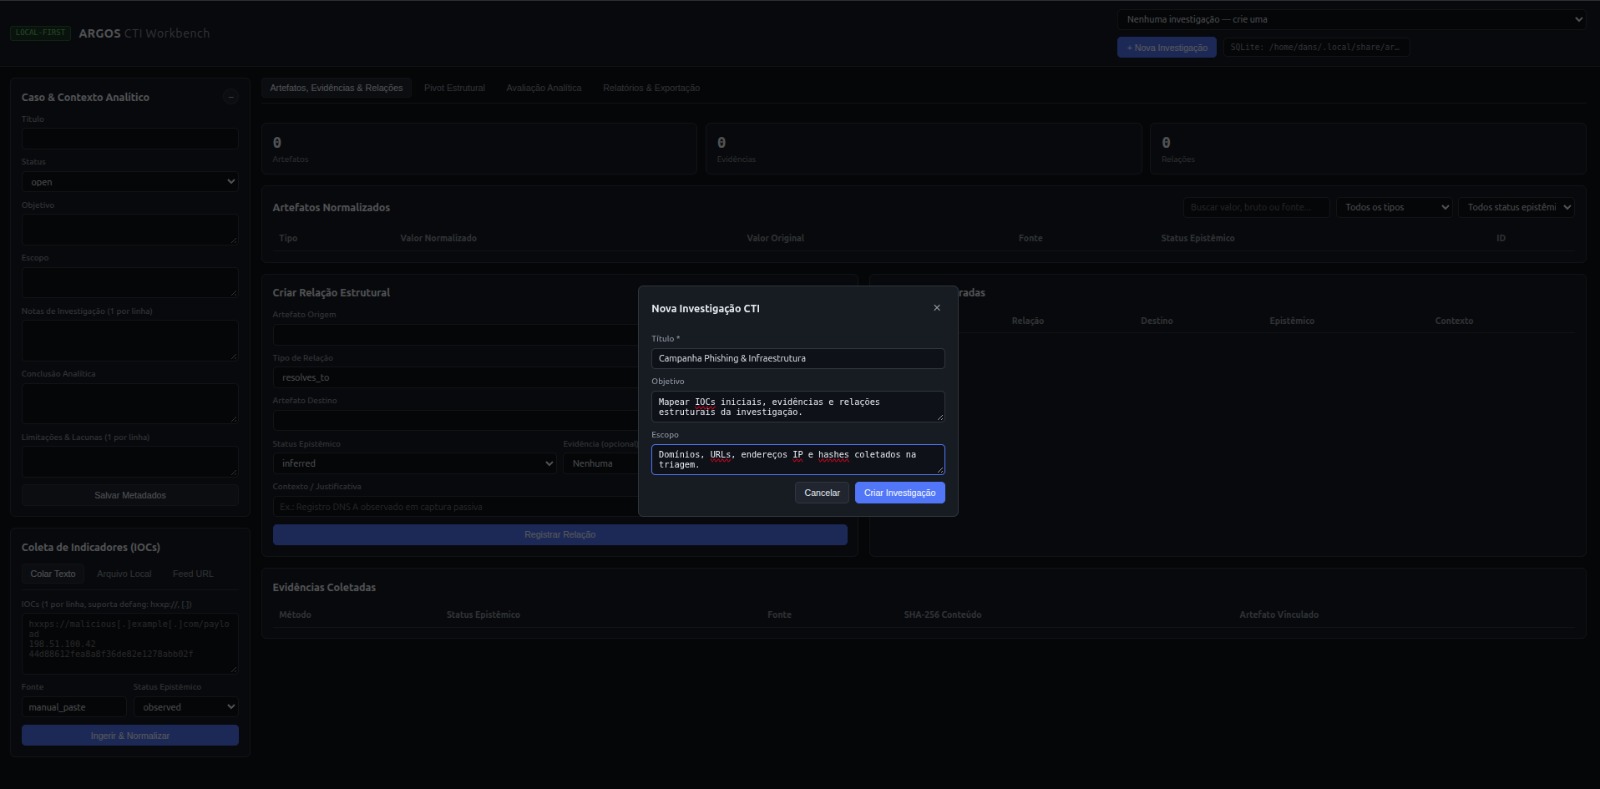 LOCAL-FIRST ARGOS CTI Workbench
Nenhuma investigação — crie uma
+ Nova Investigação SQLite: /home/dans/.local/share/ar…
Caso & Contexto Analítico
–
Título
Status
open
Objetivo
Escopo
Notas de Investigação (1 por linha)
Conclusão Analítica
Limitações & Lacunas (1 por linha)
Salvar Metadados
Coleta de Indicadores (IOCs)
Colar Texto Arquivo Local Feed URL
IOCs (1 por linha, suporta defang: hxxp://, [.])
hxxps://malicious[.]example[.]com/paylo
ad
198.51.100.42
44d88612fea8a8f36de82e1278abb02f
Fonte Status Epistêmico
manual_paste observed
Ingerir & Normalizar
Artefatos, Evidências & Relações Pivot Estrutural Avaliação Analítica Relatórios & Exportação
0 0 0
Artefatos Evidências Relações
Artefatos Normalizados
Buscar valor, bruto ou fonte… Todos os tipos Todos status epistêmi
Tipo Valor Normalizado Valor Original Fonte Status Epistêmico ID
Criar Relação Estrutural
Artefato Origem
Tipo de Relação
resolves_to
Artefato Destino
Status Epistêmico Evidência (opcional)
inferred Nenhuma
Contexto / Justificativa
Ex.: Registro DNS A observado em captura passiva
Registrar Relação
radas
Relação Destino Epistêmico Contexto
Evidências Coletadas
Método Status Epistêmico Fonte SHA-256 Conteúdo Artefato Vinculado
Nova Investigação CTI ×
Título *
Campanha Phishing & Infraestrutura
Objetivo
Mapear IOCs iniciais, evidências e relações
estruturais da investigação.
Escopo
Domínios, URLs, endereços IP e hashes coletados na
triagem.
Cancelar Criar Investigação